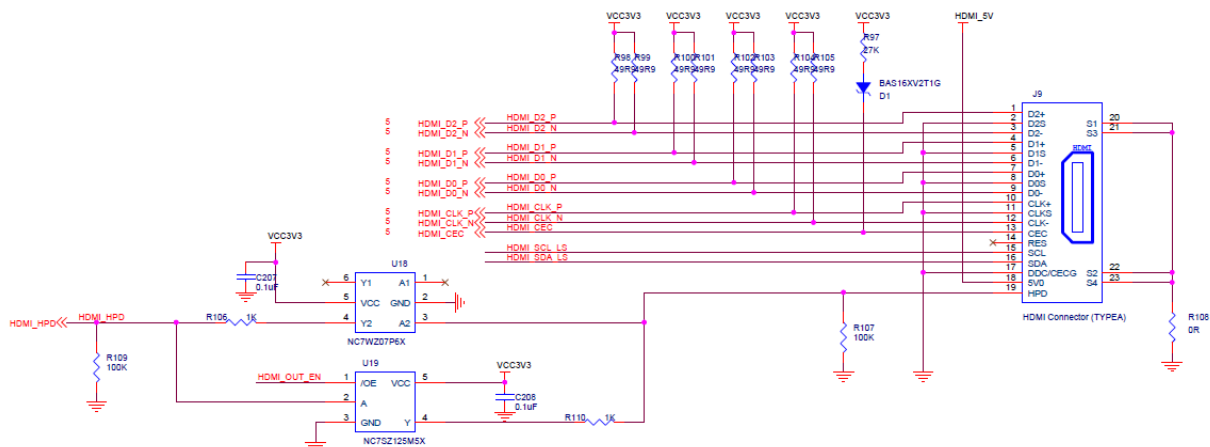 VCC3V3 VCC3V3 VCC3V3 VCC3V3 VCC3V3 HDMI_5V
R98 R99 R100 R101 R102 R103 R104 R105 R97
49R9 49R9 49R9 49R9 49R9 49R9 49R9 49R9 27K
BAS16XV2T1G
D1
J9
5 HDMI_D2_P HDMI_D2_P 1 D2+ S1 20
5 HDMI_D2_N HDMI_D2_N 2 D2S S3 21
3 D2-
5 HDMI_D1_P HDMI_D1_P 4 D1+
5 HDMI_D1_N HDMI_D1_N 5 D1S HDMI
6 D1-
5 HDMI_D0_P HDMI_D0_P 7 D0+
5 HDMI_D0_N HDMI_D0_N 8 D0S
9 D0-
5 HDMI_CLK_P HDMI_CLK_P 10 CLK+
5 HDMI_CLK_N HDMI_CLK_N 11 CLKS
12 CLK-
5 HDMI_CEC HDMI_CEC 13 CEC
14 RES
HDMI_SCL_LS 15 SCL
HDMI_SDA_LS 16 SDA
17 DDC/CECG S2 22
18 5V0 S4 23
19 HPD
HDMI Connector (TYPEA)
VCC3V3
C207
0.1uF
U18
6 Y1 A1 1
5 VCC GND 2
4 Y2 A2 3
NC7WZ07P6X
HDMI_HPD HDMI_HPD
R106 1K
R107
100K
R108
0R
R109
100K
U19
HDMI_OUT_EN 1 /OE VCC 5
2 A
3 GND Y 4
NC7SZ125M5X
VCC3V3
C208
0.1uF
R110 1K